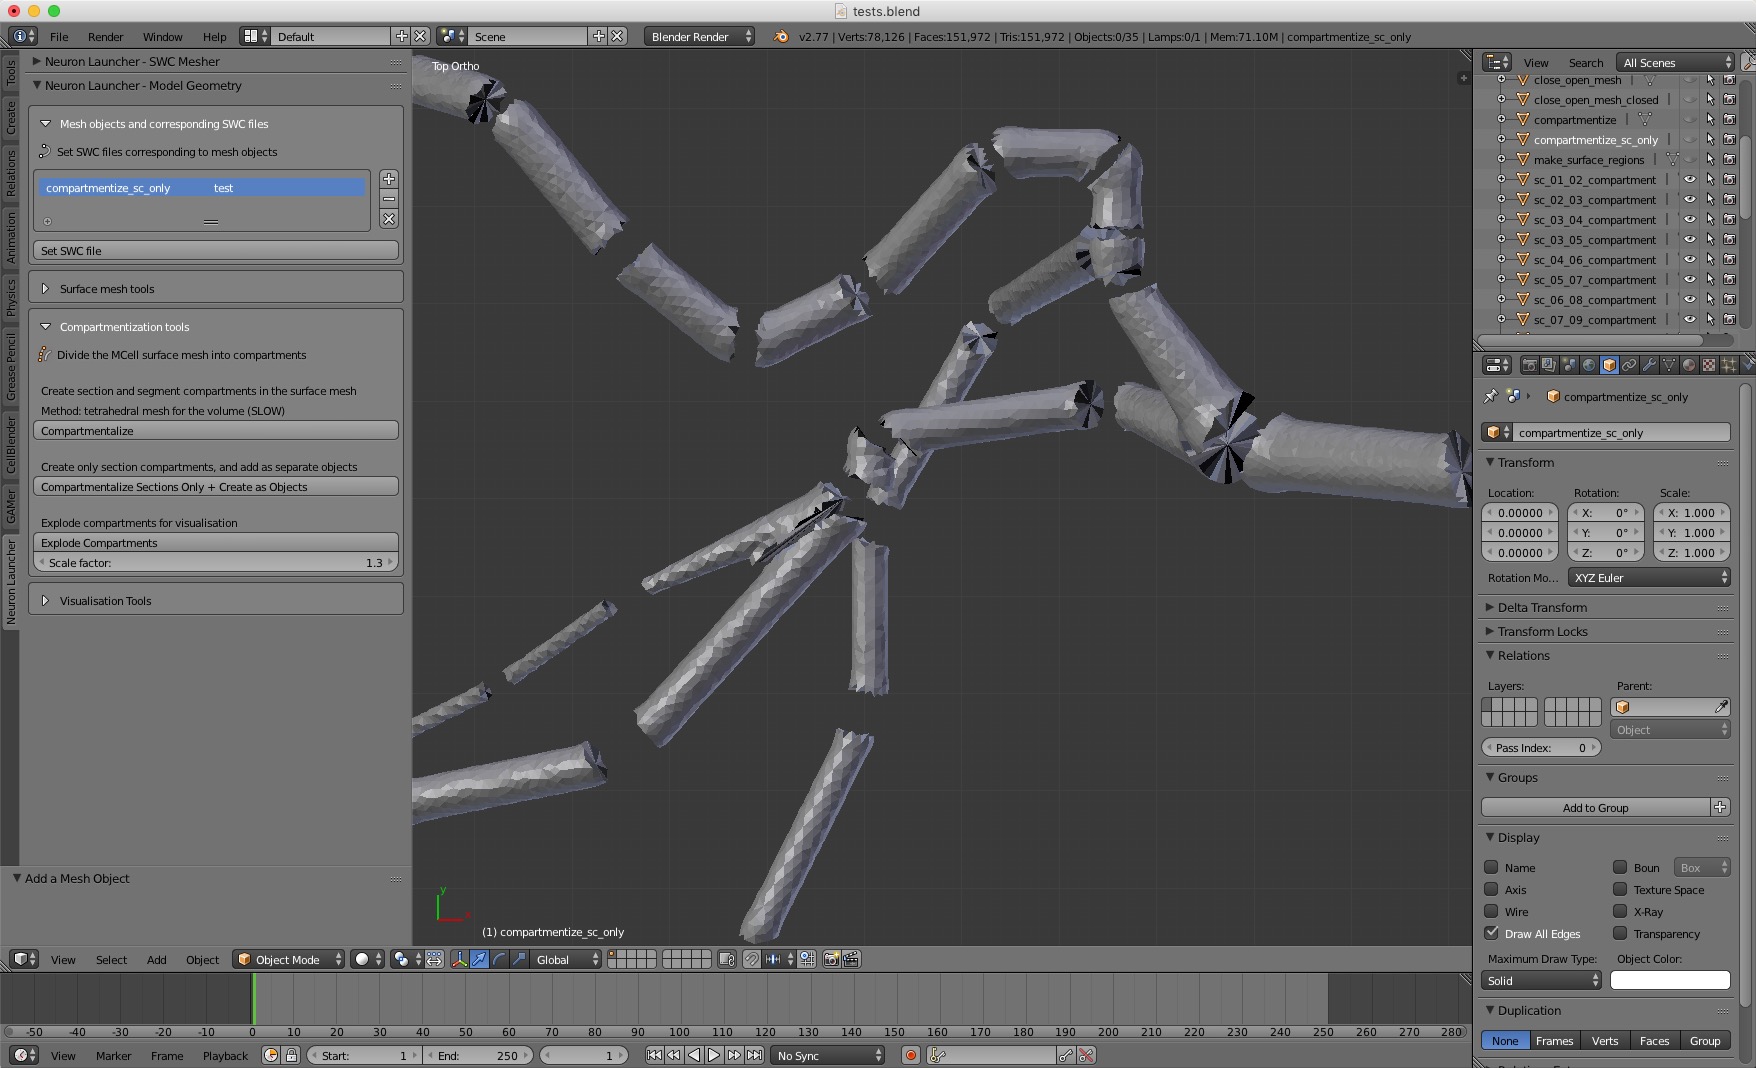 tests.blend
File Render Window Help Default Scene Blender Render v2.77 | Verts:78,126 | Faces:151,972 | Tris:151,972 | Objects:0/35 | Lamps:0/1 | Mem:71.10M | compartmentize_sc_only
Tools
Create
Relations
Animation
Physics
Grease Pencil
CellBlender
GAMer
Neuron Launcher
Neuron Launcher - SWC Mesher
Neuron Launcher - Model Geometry
Mesh objects and corresponding SWC files
Set SWC files corresponding to mesh objects
compartmentize_sc_only test
Set SWC file
Surface mesh tools
Compartmentization tools
Divide the MCell surface mesh into compartments
Create section and segment compartments in the surface mesh
Method: tetrahedral mesh for the volume (SLOW)
Compartmentalize
Create only section compartments, and add as separate objects
Compartmentalize Sections Only + Create as Objects
Explode compartments for visualisation
Explode Compartments
Scale factor: 1.3
Visualisation Tools
Add a Mesh Object
Top Ortho
y
x
(1) compartmentize_sc_only
View Select Add Object Object Mode Global
-50 -40 -30 -20 -10 0 10 20 30 40 50 60 70 80 90 100 110 120 130 140 150 160 170 180 190 200 210 220 230 240 250 260 270 280
View Marker Frame Playback Start: 1 End: 250 1 No Sync
View Search All Scenes
close_open_mesh
close_open_mesh_closed
compartmentize
compartmentize_sc_only
make_surface_regions
sc_01_02_compartment
sc_02_03_compartment
sc_03_04_compartment
sc_03_05_compartment
sc_04_06_compartment
sc_05_07_compartment
sc_06_08_compartment
sc_07_09_compartment
compartmentize_sc_only
compartmentize_sc_only
Transform
Location: Rotation: Scale:
0.00000 X: 0° X: 1.000
0.00000 Y: 0° Y: 1.000
0.00000 Z: 0° Z: 1.000
Rotation Mo... XYZ Euler
Delta Transform
Transform Locks
Relations
Layers: Parent:
Object
Pass Index: 0
Groups
Add to Group
Display
Name Boun Box
Axis Texture Space
Wire X-Ray
Draw All Edges Transparency
Maximum Draw Type: Object Color:
Solid
Duplication
None Frames Verts Faces Group